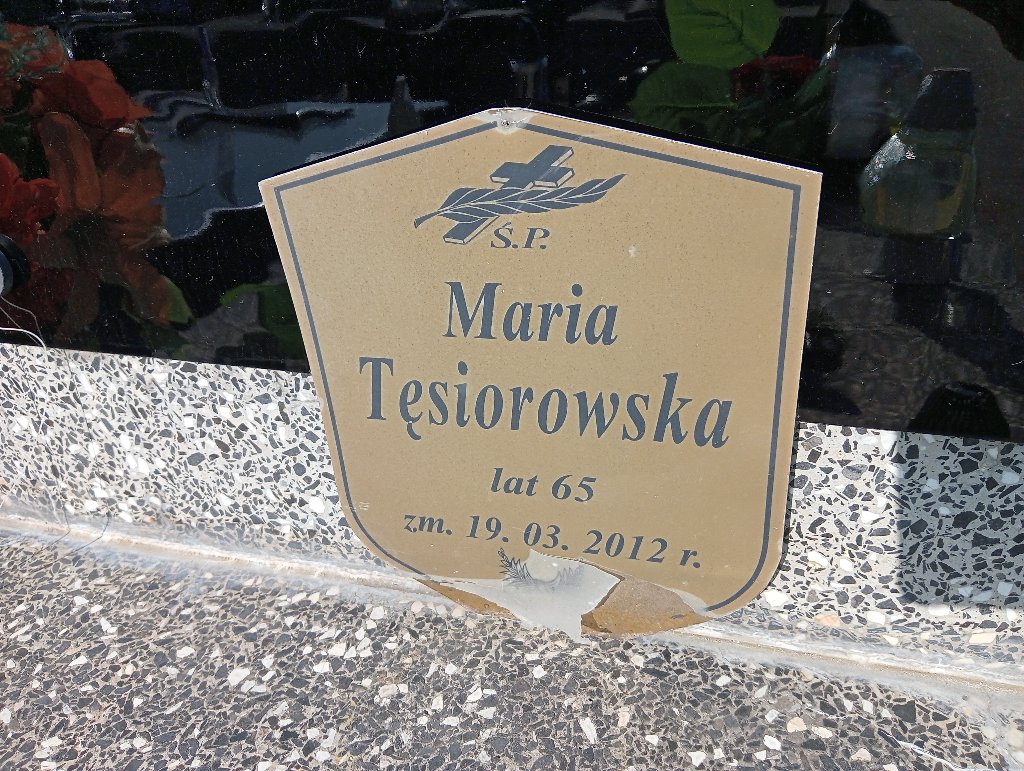 Ś.P.
Maria
Tęsiorowska
lat 65
zm. 19. 03. 2012 r.